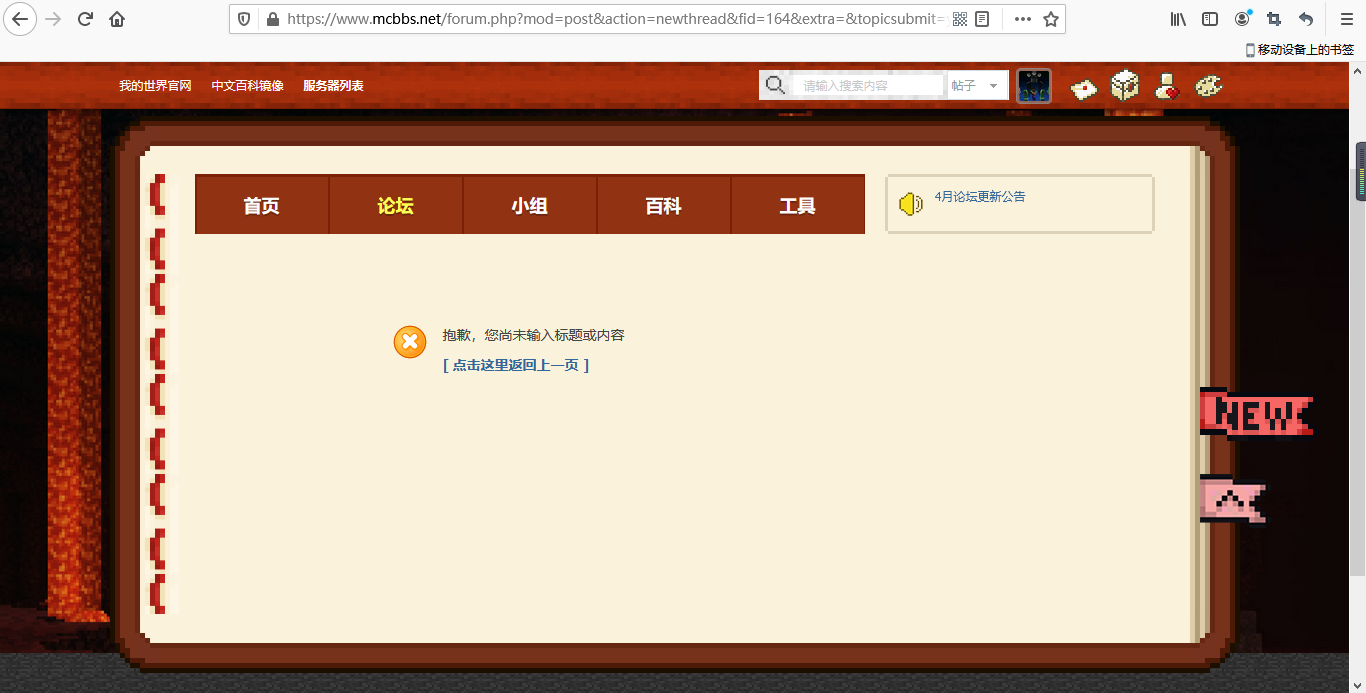 https://www.mcbbs.net/forum.php?mod=post&action=newthread&fid=164&extra=&topicsubmit=
移动设备上的书签
我的世界官网 中文百科镜像 服务器列表 请输入搜索内容 帖子
首页 论坛 小组 百科 工具 4月论坛更新公告
抱歉，您尚未输入标题或内容
[ 点击这里返回上一页 ]
NEW